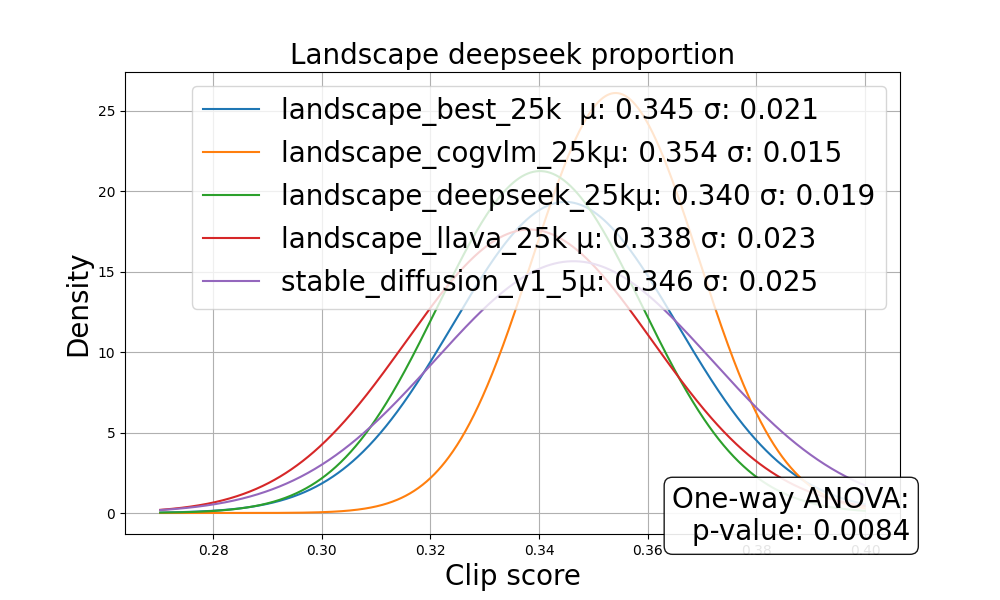 Landscape deepseek proportion
landscape_best_25k  μ: 0.345 σ: 0.021
landscape_cogvlm_25kμ: 0.354 σ: 0.015
landscape_deepseek_25kμ: 0.340 σ: 0.019
landscape_llava_25k μ: 0.338 σ: 0.023
stable_diffusion_v1_5μ: 0.346 σ: 0.025
Density
25
20
15
10
5
0
One-way ANOVA:
p-value: 0.0084
0.28 0.30 0.32 0.34 0.36 0.38 0.40
Clip score